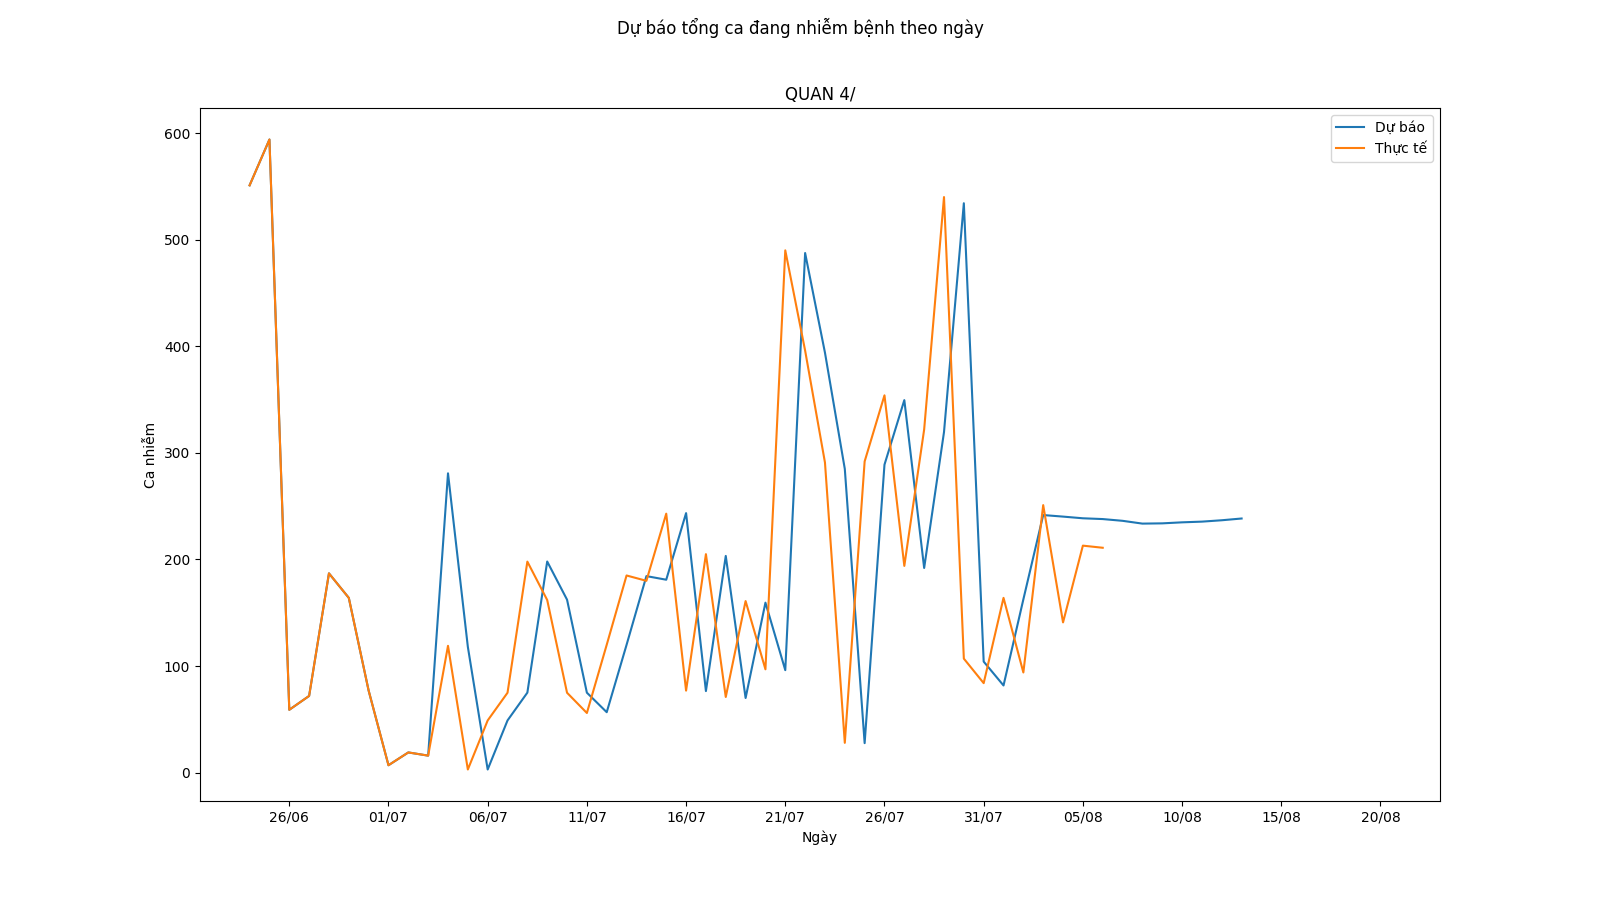 Dự báo tổng ca đang nhiễm bệnh theo ngày
QUAN 4/
Dự báo
Thực tế
600
500
400
300
200
100
0
Ca nhiễm
26/06 01/07 06/07 11/07 16/07 21/07 26/07 31/07 05/08 10/08 15/08 20/08
Ngày